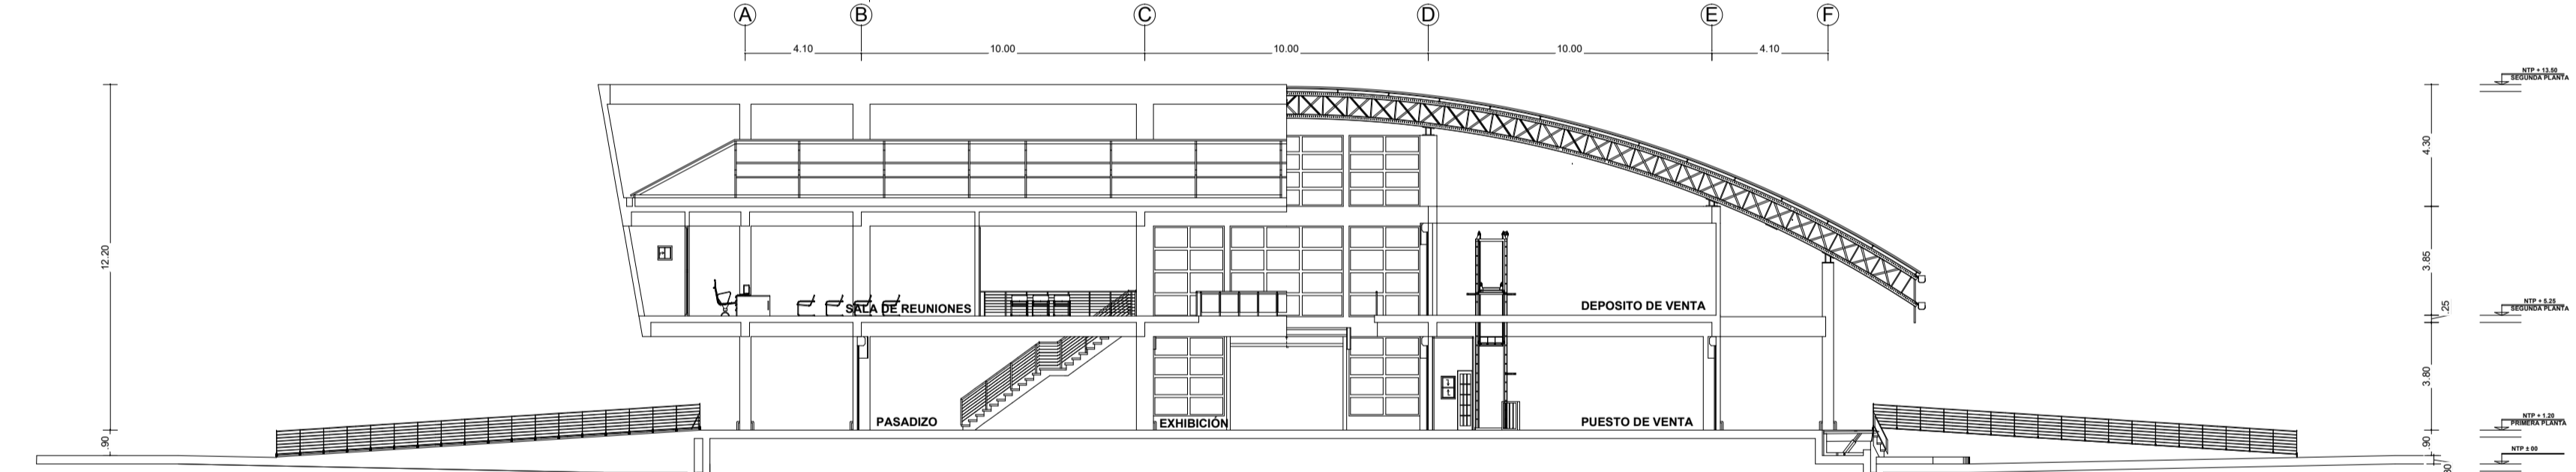 A B C D E F
4.10 10.00 10.00 10.00 4.10
NTP + 13.50
SEGUNDA PLANTA
4.30
12.20
3.85
SALA DE REUNIONES
DEPOSITO DE VENTA
NTP + 5.25
SEGUNDA PLANTA
.25
3.80
PASADIZO
EXHIBICIÓN
PUESTO DE VENTA
NTP + 1.20
PRIMERA PLANTA
.90
.90
NTP ± 00